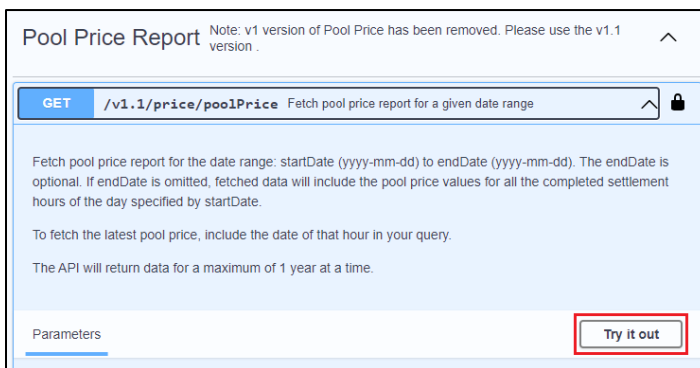 Pool Price Report Note: v1 version of Pool Price has been removed. Please use the v1.1
version .
GET /v1.1/price/poolPrice Fetch pool price report for a given date range
Fetch pool price report for the date range: startDate (yyyy-mm-dd) to endDate (yyyy-mm-dd). The endDate is
optional. If endDate is omitted, fetched data will include the pool price values for all the completed settlement
hours of the day specified by startDate.
To fetch the latest pool price, include the date of that hour in your query.
The API will return data for a maximum of 1 year at a time.
Parameters Try it out